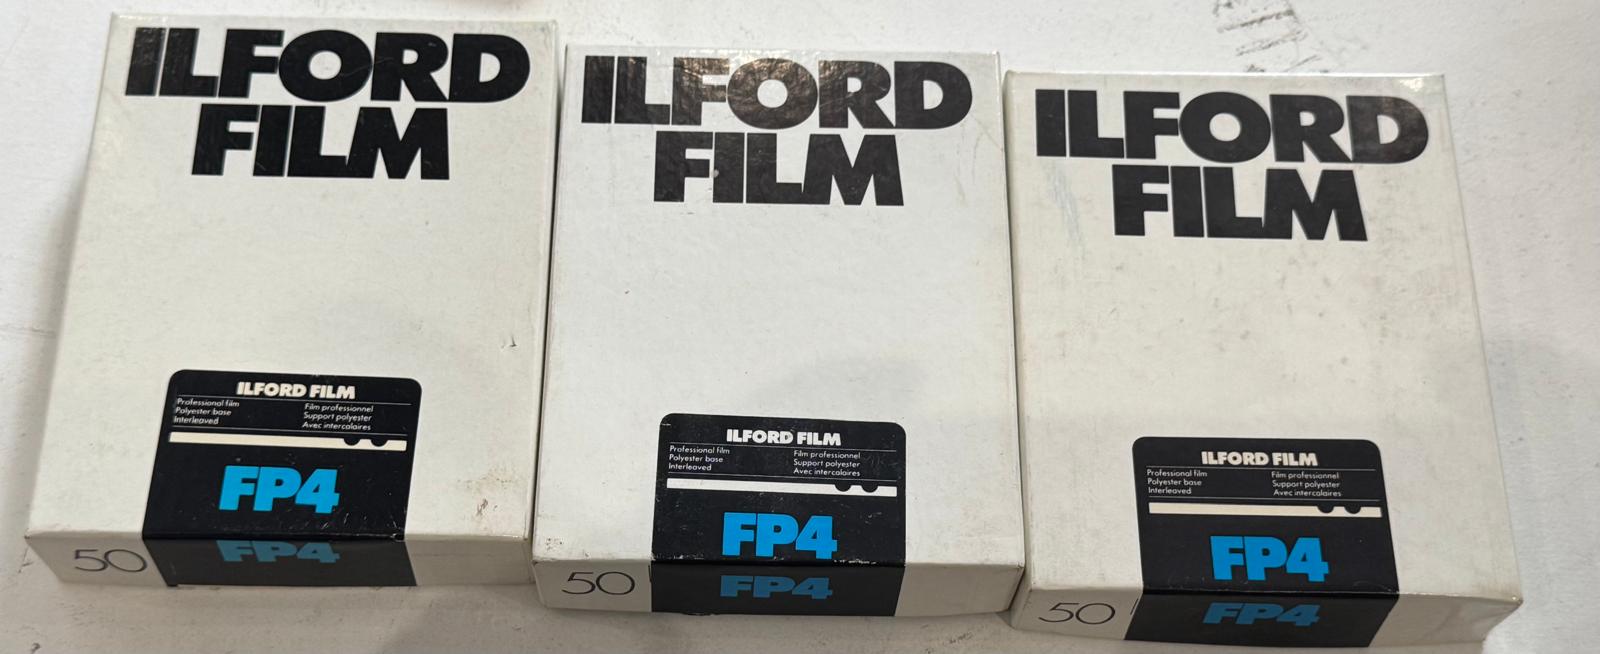 ILFORD
FILM
ILFORD FILM
Professional film
Polyester base
Interleaved
Film professionnel
Support polyester
Avec intercalaires
FP4
50
FP4
ILFORD
FILM
ILFORD FILM
Professional film
Polyester base
Interleaved
Film professionnel
Support polyester
Avec intercalaires
FP4
50
FP4
ILFORD
FILM
ILFORD FILM
Professional film
Polyester base
Interleaved
Film professionnel
Support polyester
Avec intercalaires
FP4
50
FP4